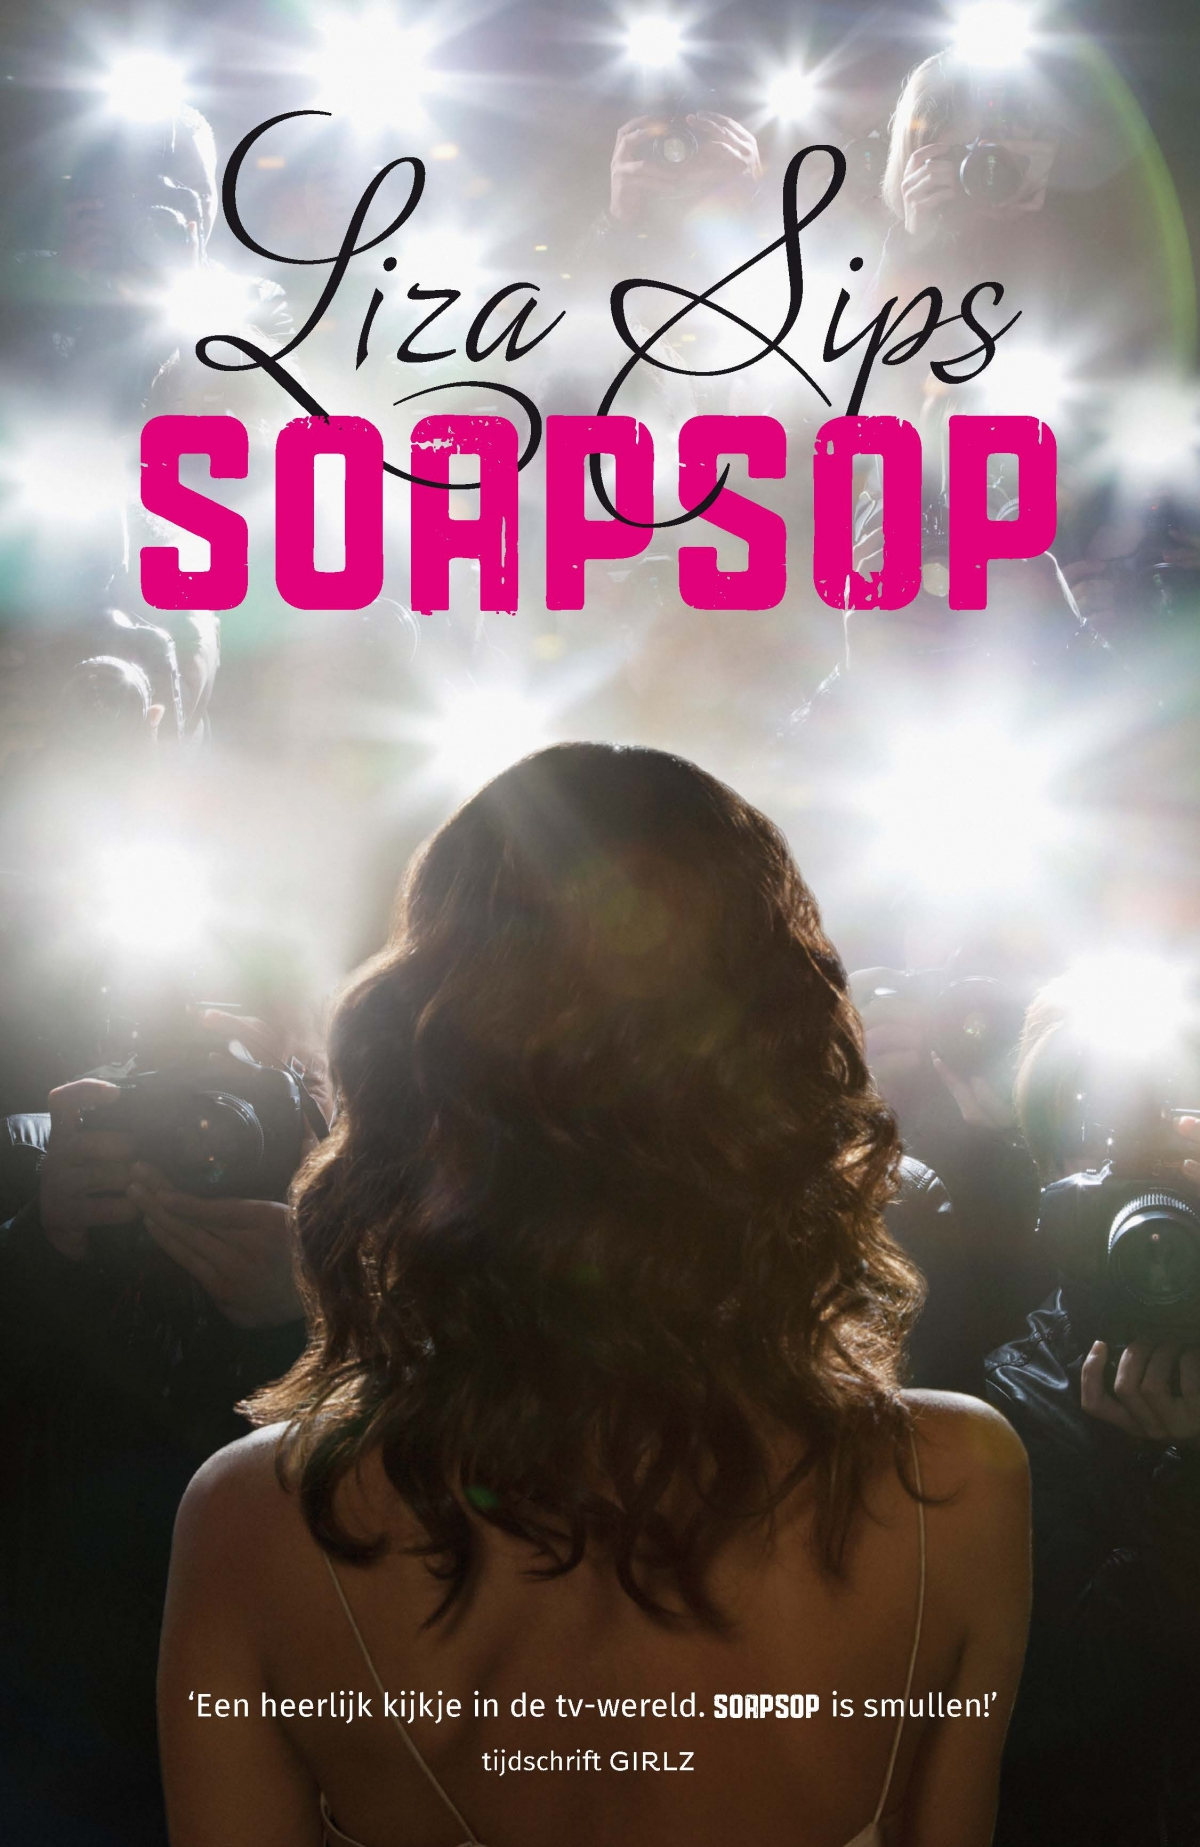 Liza Sips
SOAPSOP
‘Een heerlijk kijkje in de tv-wereld. SOAPSOP is smullen!’
tijdschrift GIRLZ